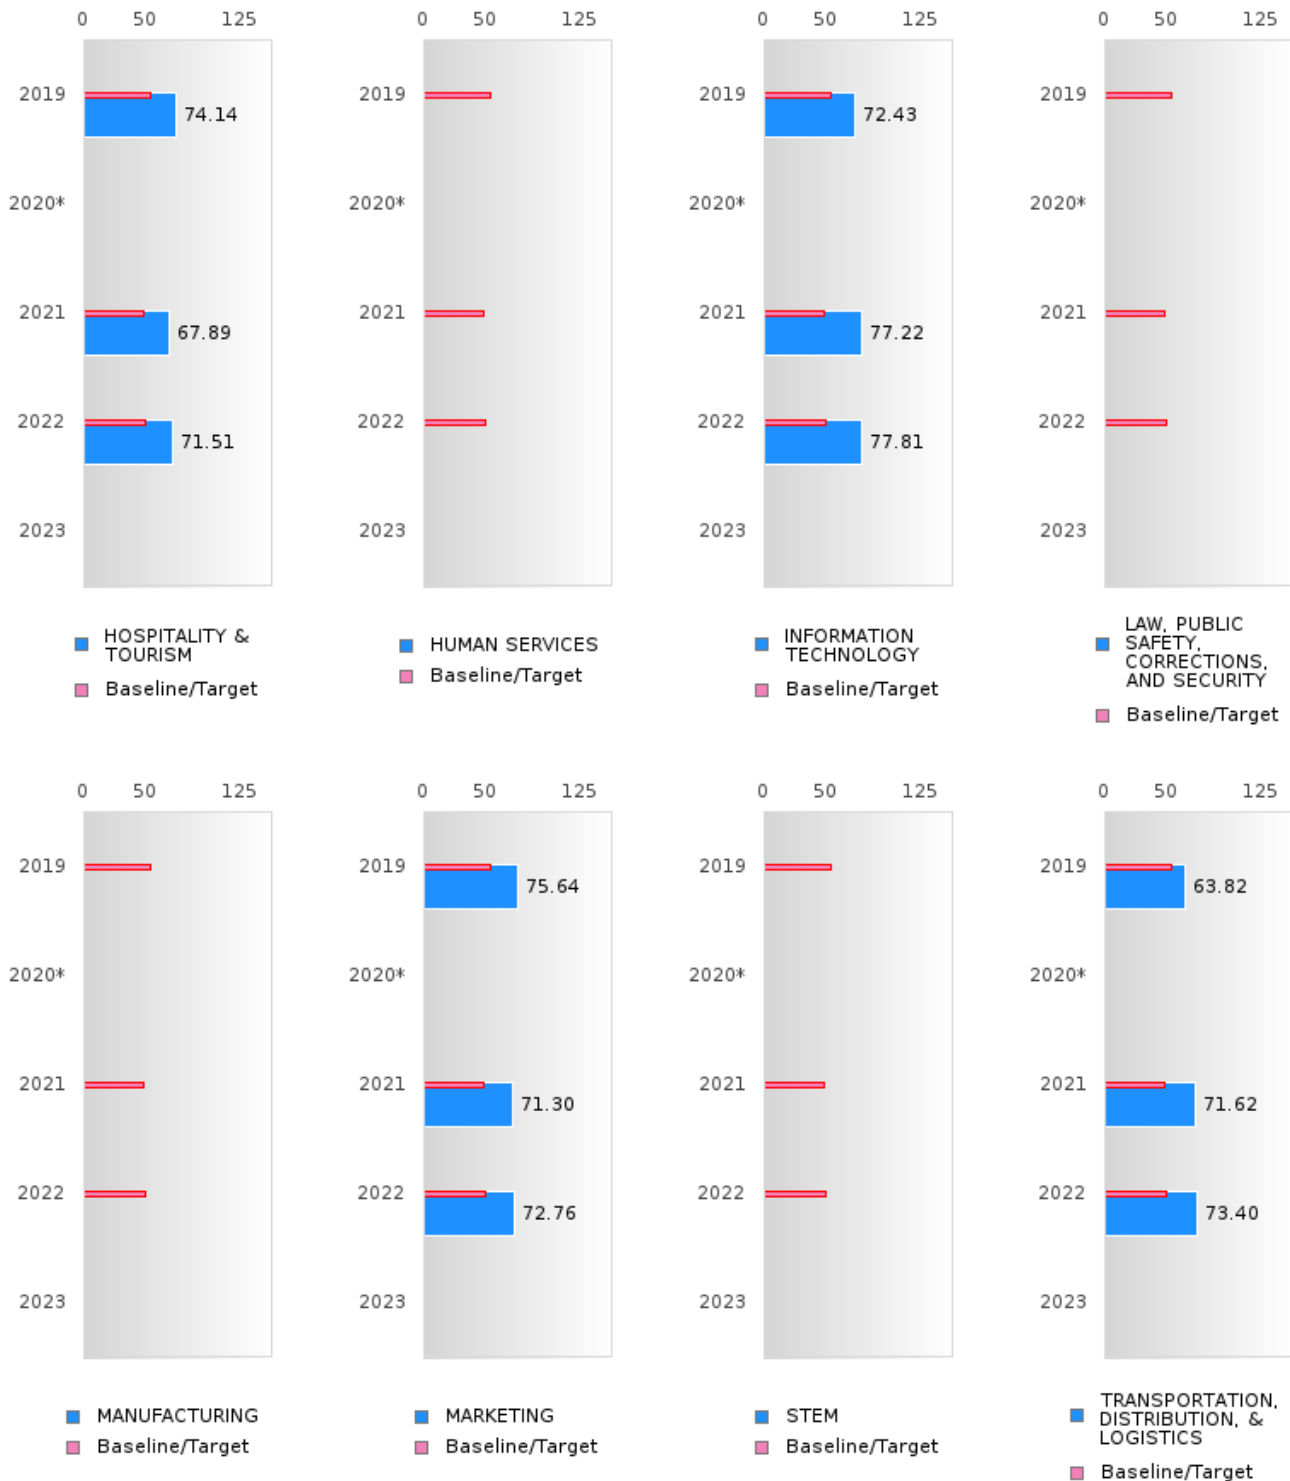 0 50 125
2019
74.14
2020*
2021
67.89
2022
71.51
2023
HOSPITALITY &
TOURISM
Baseline/Target
0 50 125
2019
2020*
2021
2022
2023
HUMAN SERVICES
Baseline/Target
0 50 125
2019
72.43
2020*
2021
77.22
2022
77.81
2023
INFORMATION
TECHNOLOGY
Baseline/Target
0 50 125
2019
2020*
2021
2022
2023
LAW, PUBLIC
SAFETY,
CORRECTIONS,
AND SECURITY
Baseline/Target
0 50 125
2019
2020*
2021
2022
2023
MANUFACTURING
Baseline/Target
0 50 125
2019
75.64
2020*
2021
71.30
2022
72.76
2023
MARKETING
Baseline/Target
0 50 125
2019
2020*
2021
2022
2023
STEM
Baseline/Target
0 50 125
2019
63.82
2020*
2021
71.62
2022
73.40
2023
TRANSPORTATION,
DISTRIBUTION, &
LOGISTICS
Baseline/Target